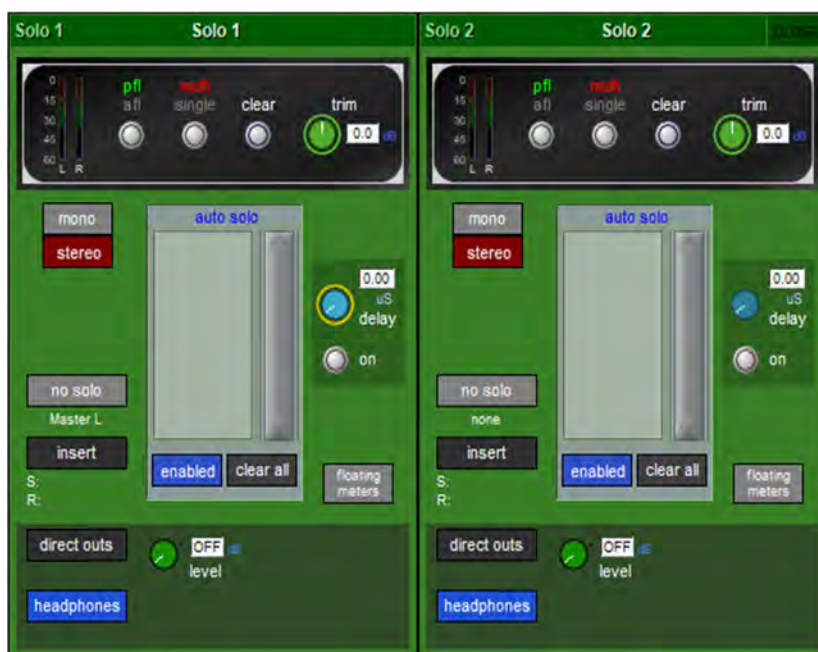 Solo 1 Solo 1
0
15
30
45
60
L R
pfl
afl
multi
single
clear
trim
0.0 dB
mono
stereo
auto solo
0.00
uS
delay
on
no solo
Master L
insert
S:
R:
enabled
clear all
floating
meters
direct outs
OFF dB
level
headphones
Solo 2 Solo 2 CLOSE
0
15
30
45
60
L R
pfl
afl
multi
single
clear
trim
0.0 dB
mono
stereo
auto solo
0.00
uS
delay
on
no solo
none
insert
S:
R:
enabled
clear all
floating
meters
direct outs
OFF dB
level
headphones